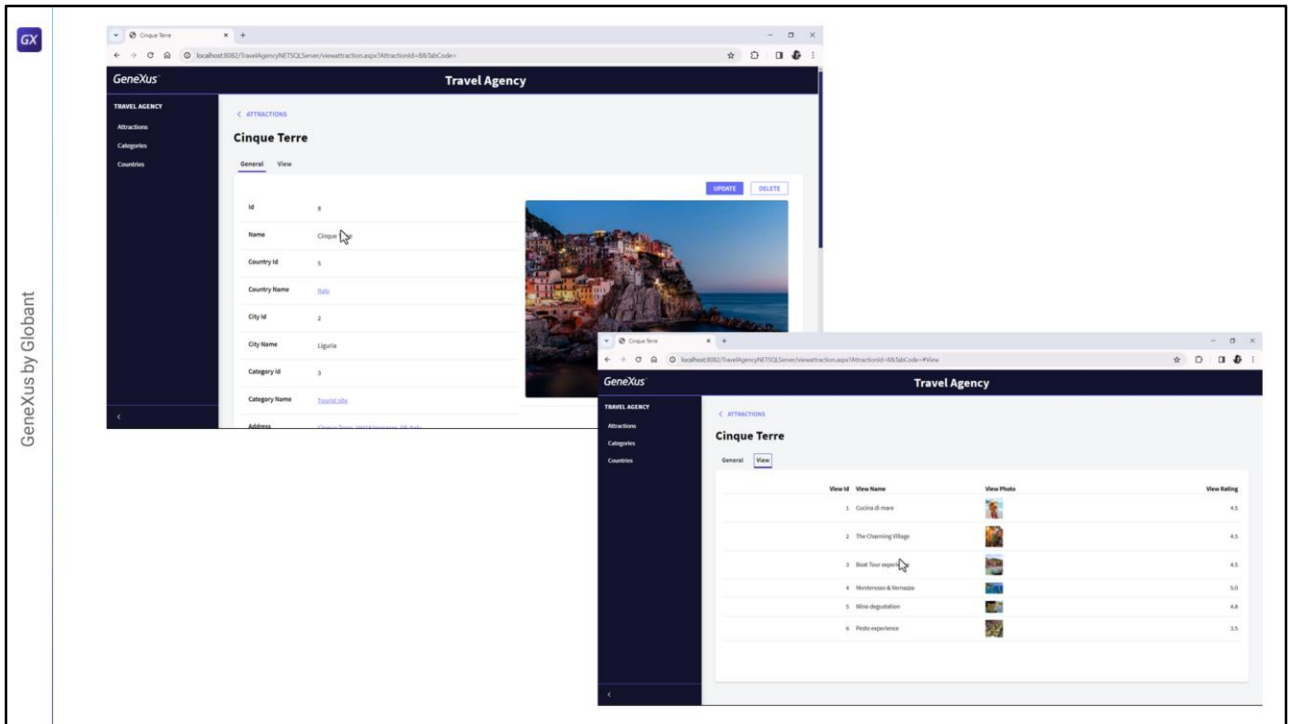 GX
GeneXus by Globant
Cinque Terre
localhost:8082/TravelAgencyNETSQLServer/viewattraction.aspx?AttractionId=8&TabCode=
GeneXus
Travel Agency
TRAVEL AGENCY
Attractions
Categories
Countries
ATTRACTIONS
Cinque Terre
General View
UPDATE DELETE
Id 8
Name Cinque
Country Id 5
Country Name Italy
City Id 2
City Name Liguria
Category Id 3
Category Name Tourist site
Address
Cinque Terre
localhost:8082/TravelAgencyNETSQLServer/viewattraction.aspx?AttractionId=8&TabCode=#View
GeneXus
Travel Agency
TRAVEL AGENCY
Attractions
Categories
Countries
ATTRACTIONS
Cinque Terre
General View
View Id View Name View Photo View Rating
1 Cucina di mare 4.5
2 The Charming Village 4.5
3 Boat Tour 4.5
4 Monterosso & Vernazza 5.0
5 Wine degustation 4.8
6 Pesto experience 3.5